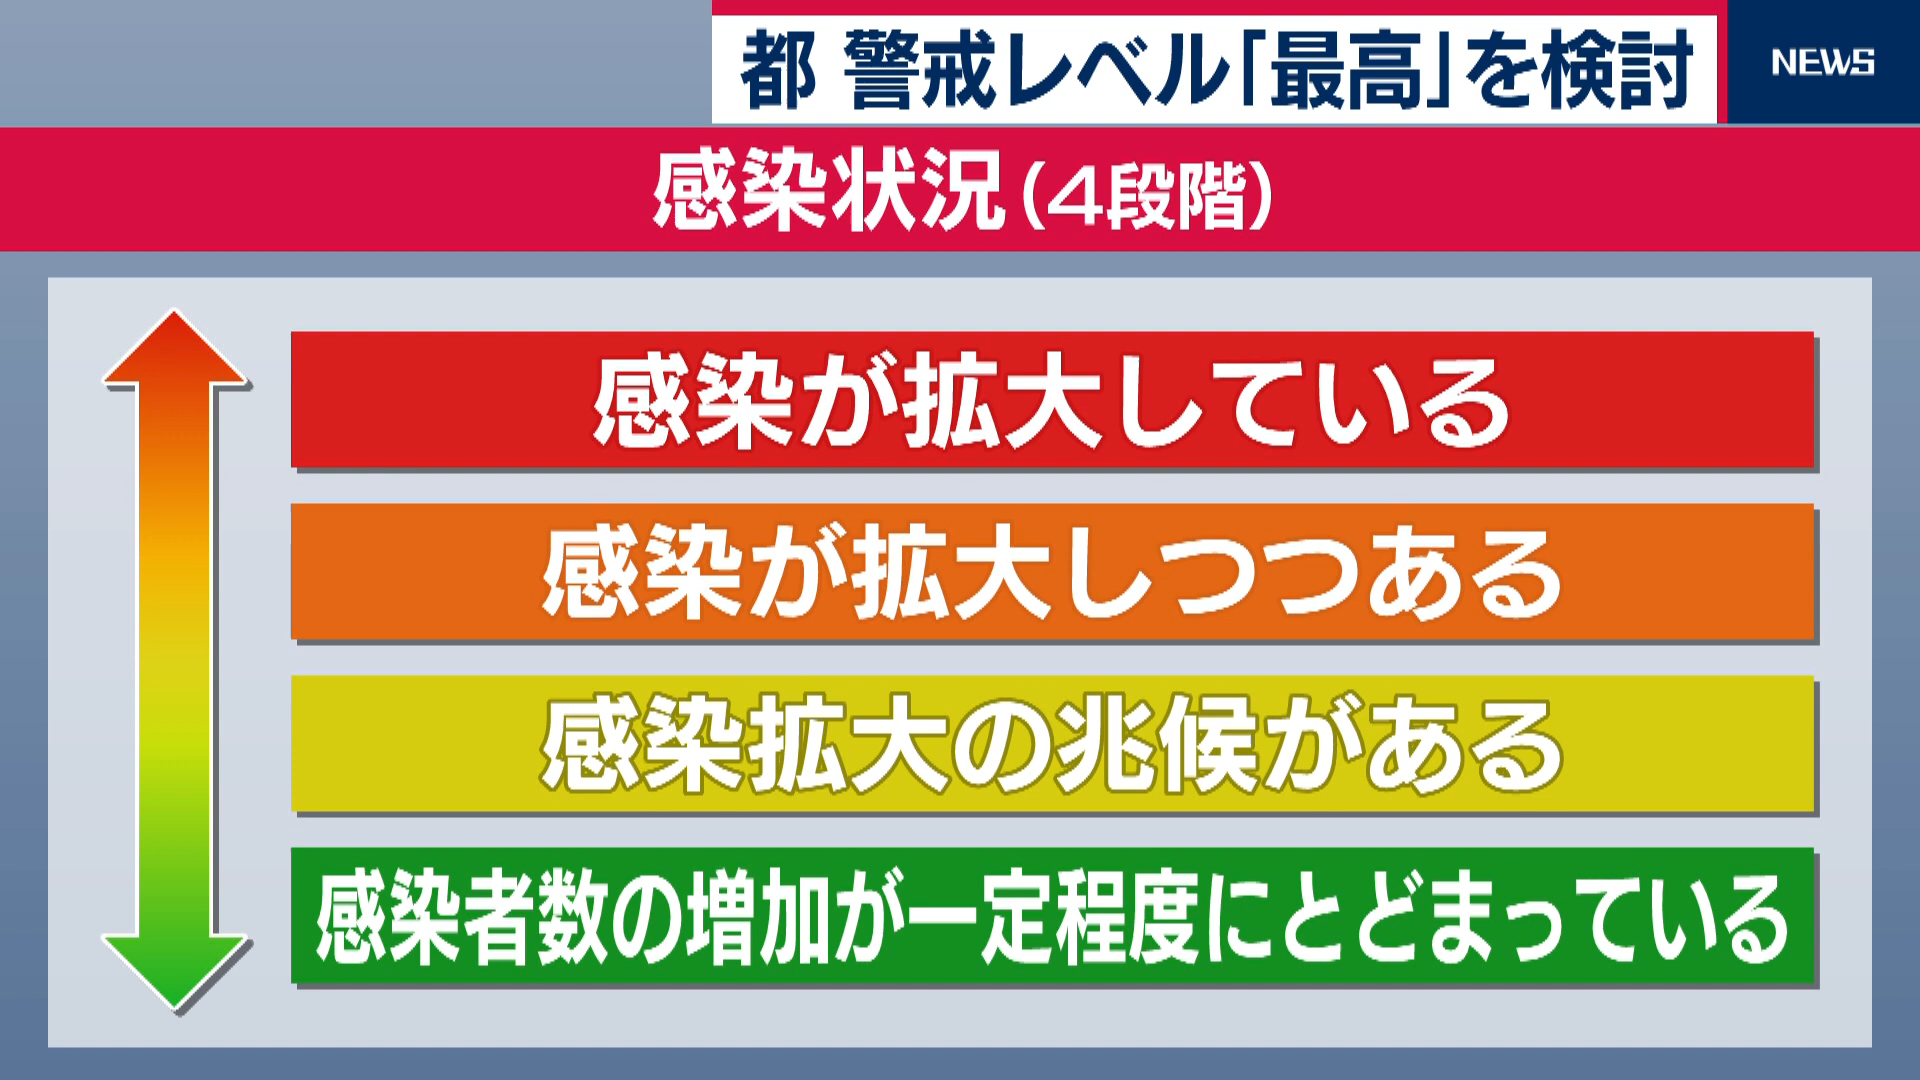 都 警戒レベル「最高」を検討
NEWS
感染状況(4段階)
感染が拡大している
感染が拡大しつつある
感染拡大の兆候がある
感染者数の増加が一定程度にとどまっている